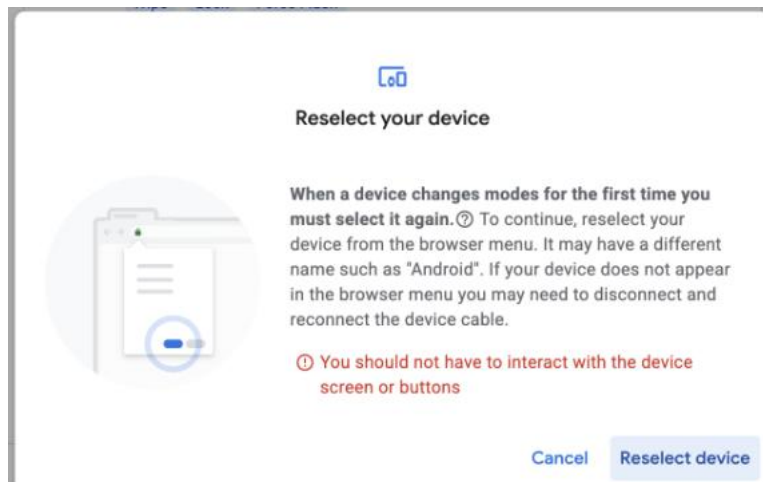 Reselect your device
When a device changes modes for the first time you
must select it again. To continue, reselect your
device from the browser menu. It may have a different
name such as "Android". If your device does not appear
in the browser menu you may need to disconnect and
reconnect the device cable.
You should not have to interact with the device
screen or buttons
Cancel Reselect device